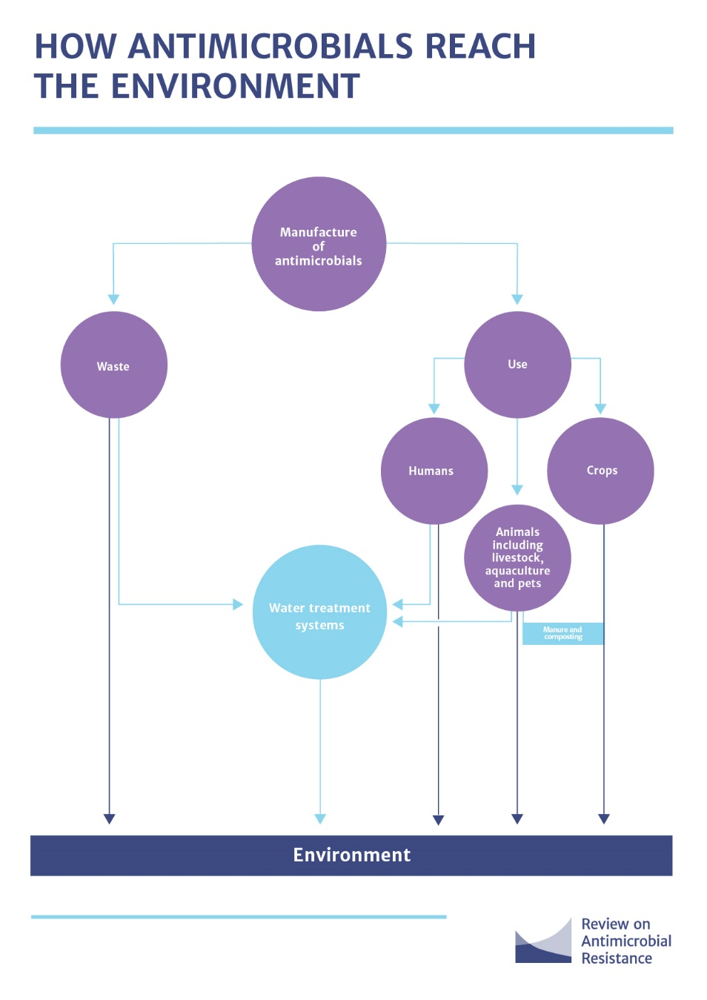 HOW ANTIMICROBIALS REACH
THE ENVIRONMENT
Manufacture
of
antimicrobials
Waste
Use
Humans
Crops
Animals
including
livestock,
aquaculture
and pets
Water treatment
systems
Manure and
composting
Environment
Review on
Antimicrobial
Resistance